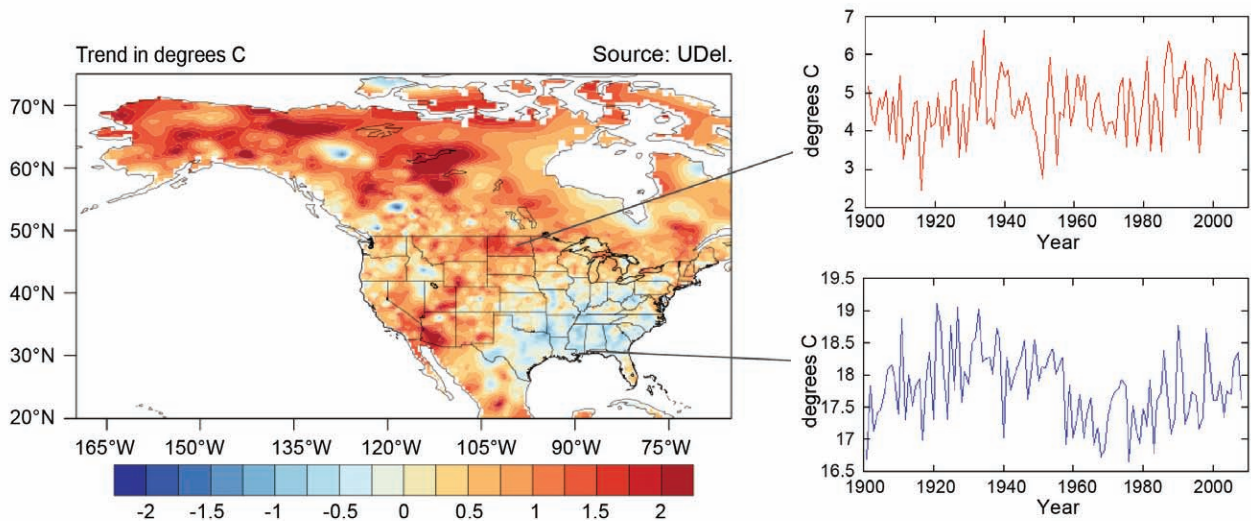 Trend in degrees C
Source: UDel.
70°N
60°N
50°N
40°N
30°N
20°N
165°W 150°W 135°W 120°W 105°W 90°W 75°W
-2 -1.5 -1 -0.5 0 0.5 1 1.5 2
degrees C
7
6
5
4
3
2
1900 1920 1940 1960 1980 2000
Year
degrees C
19.5
19
18.5
18
17.5
17
16.5
1900 1920 1940 1960 1980 2000
Year